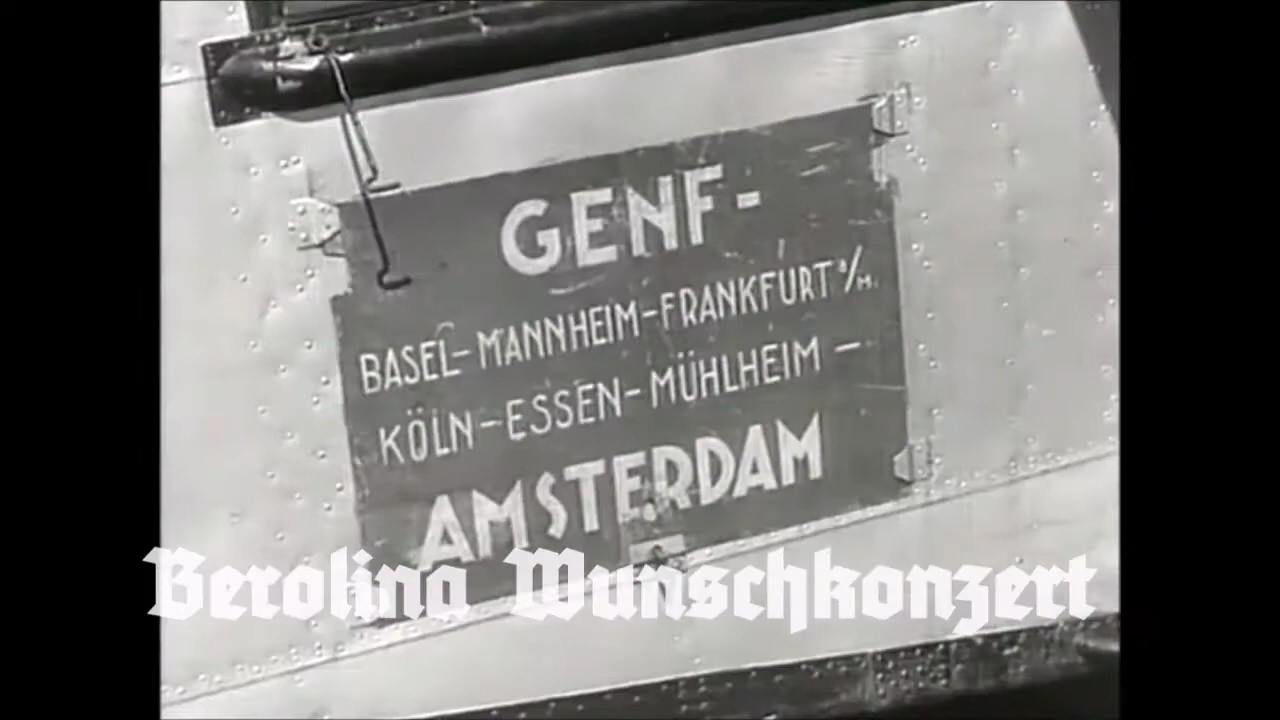 GENF-
BASEL-MANNHEIM-FRANKFURT a/M.
KÖLN-ESSEN-MÜHLHEIM-
AMSTERDAM
Berolina Wunschkonzert